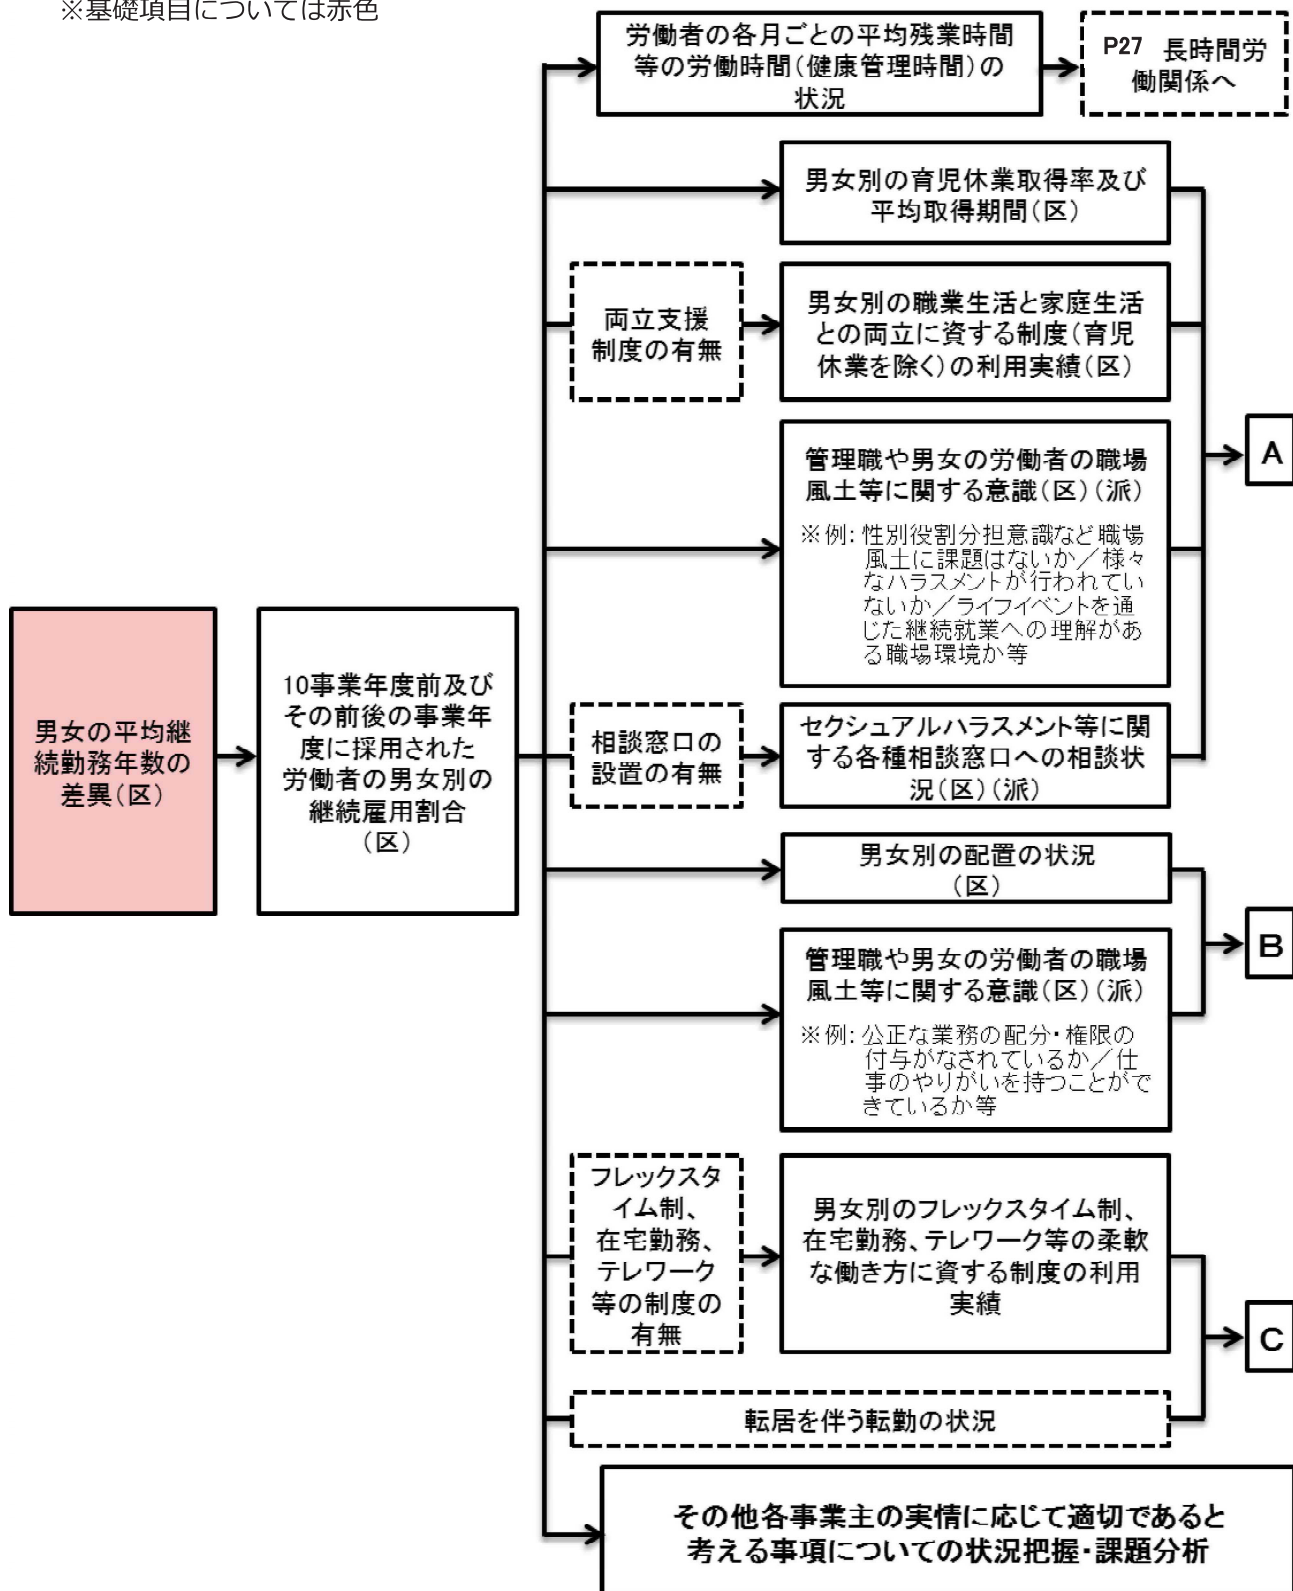 ※基礎項目については赤色
労働者の各月ごとの平均残業時間
等の労働時間(健康管理時間)の
状況
P27 長時間労
働関係へ
男女別の育児休業取得率及び
平均取得期間(区)
両立支援
制度の有無
男女別の職業生活と家庭生活
との両立に資する制度(育児
休業を除く)の利用実績(区)
管理職や男女の労働者の職場
風土等に関する意識(区)(派)
※例:性別役割分担意識など職場
風土に課題はないか/様々
なハラスメントが行われてい
ないか/ライフイベントを通
じた継続就業への理解があ
る職場環境か等
A
男女の平均継
続勤務年数の
差異(区)
10事業年度前及び
その前後の事業年
度に採用された
労働者の男女別の
継続雇用割合
(区)
相談窓口の
設置の有無
セクシュアルハラスメント等に関
する各種相談窓口への相談状
況(区)(派)
男女別の配置の状況
(区)
管理職や男女の労働者の職場
風土等に関する意識(区)(派)
※例:公正な業務の配分・権限の
付与がなされているか/仕
事のやりがいを持つことがで
きているか等
B
フレックスタ
イム制、
在宅勤務、
テレワーク
等の制度の
有無
男女別のフレックスタイム制、
在宅勤務、テレワーク等の柔軟
な働き方に資する制度の利用
実績
C
転居を伴う転勤の状況
その他各事業主の実情に応じて適切であると
考える事項についての状況把握・課題分析